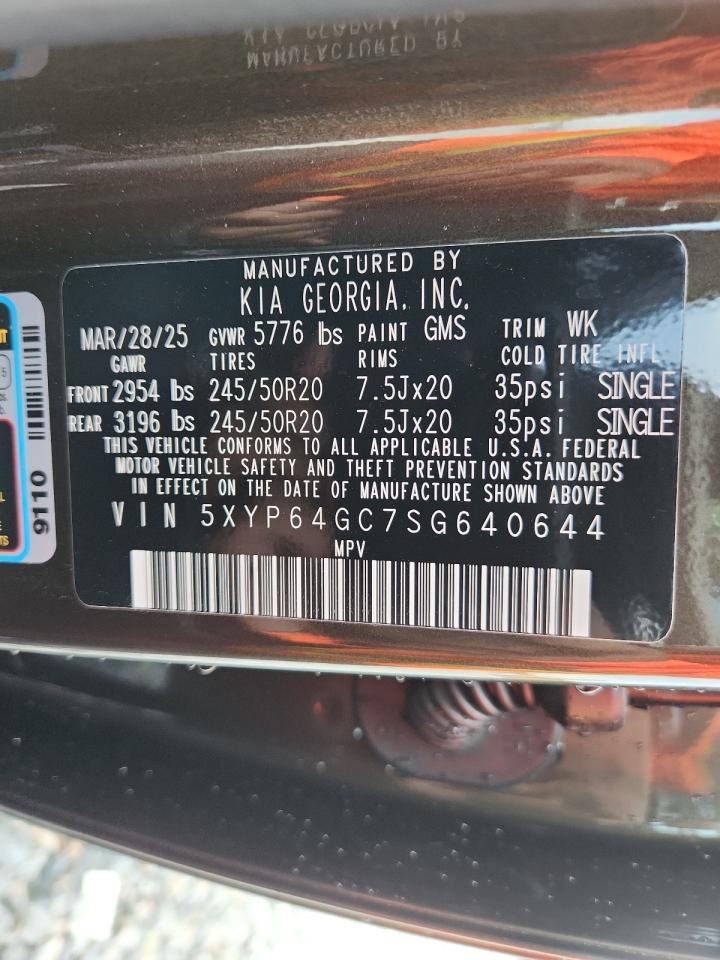 MANUFACTURED BY
KIA GEORGIA, INC.
MAR/28/25 GVWR 5776 lbs PAINT GMS TRIM WK
GAWR TIRES RIMS COLD TIRE INFL
FRONT 2954 lbs 245/50R20 7.5Jx20 35psi SINGLE
REAR 3196 lbs 245/50R20 7.5Jx20 35psi SINGLE
THIS VEHICLE CONFORMS TO ALL APPLICABLE U.S.A. FEDERAL
MOTOR VEHICLE SAFETY AND THEFT PREVENTION STANDARDS
IN EFFECT ON THE DATE OF MANUFACTURE SHOWN ABOVE
VIN 5XYP64GC7SG640644
MPV
9110